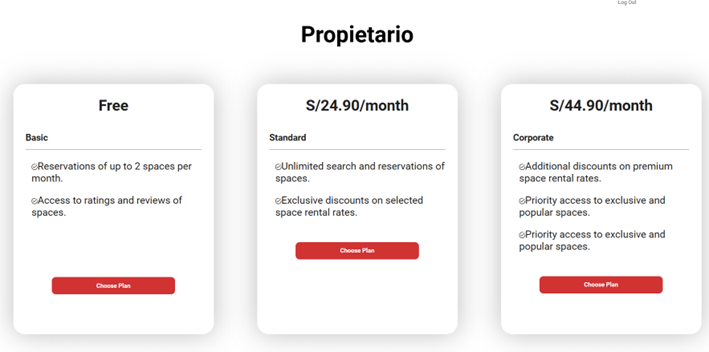 Log Out
Propietario
Free
Basic
Reservations of up to 2 spaces per
month.
Access to ratings and reviews of
spaces.
Choose Plan
S/24.90/month
Standard
Unlimited search and reservations of
spaces.
Exclusive discounts on selected
space rental rates.
Choose Plan
S/44.90/month
Corporate
Additional discounts on premium
space rental rates.
Priority access to exclusive and
popular spaces.
Priority access to exclusive and
popular spaces.
Choose Plan